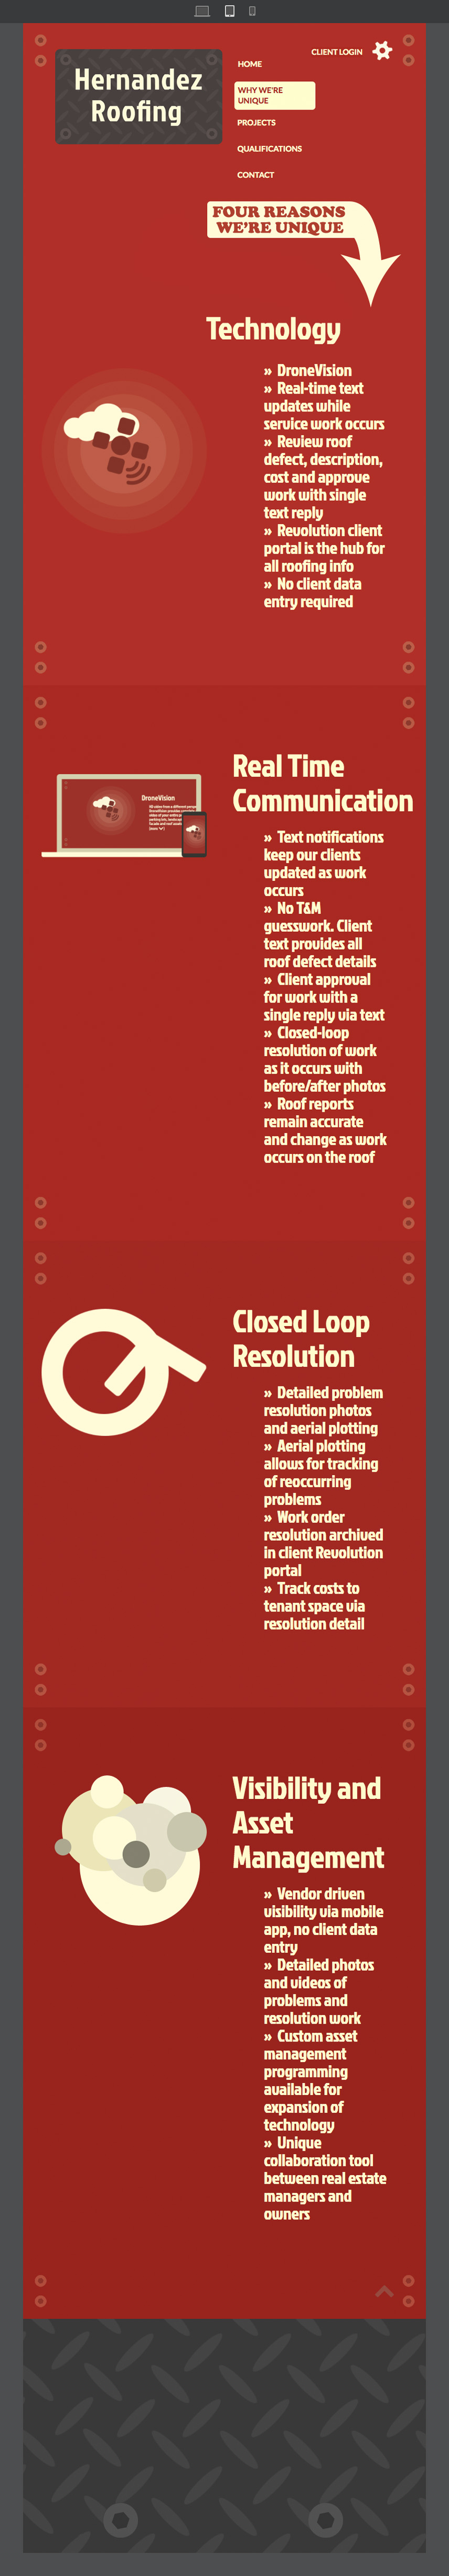 Hernandez
Roofing
CLIENT LOGIN
HOME
WHY WE'RE
UNIQUE
PROJECTS
QUALIFICATIONS
CONTACT
FOUR REASONS
WE'RE UNIQUE
Technology
» DroneVision
» Real-time text
updates while
service work occurs
» Review roof
defect, description,
cost and approve
work with single
text reply
» Revolution client
portal is the hub for
all roofing info
» No client data
entry required
DroneVision
Real Time
Communication
» Text notifications
keep our clients
updated as work
occurs
» No T&M
guesswork. Client
text provides all
roof defect details
» Client approval
for work with a
single reply via text
» Closed-loop
resolution of work
as it occurs with
before/after photos
» Roof reports
remain accurate
and change as work
occurs on the roof
Closed Loop
Resolution
» Detailed problem
resolution photos
and aerial plotting
» Aerial plotting
allows for tracking
of reoccurring
problems
» Work order
resolution archived
in client Revolution
portal
» Track costs to
tenant space via
resolution detail
Visibility and
Asset
Management
» Vendor driven
visibility via mobile
app, no client data
entry
» Detailed photos
and videos of
problems and
resolution work
» Custom asset
management
programming
available for
expansion of
technology
» Unique
collaboration tool
between real estate
managers and
owners